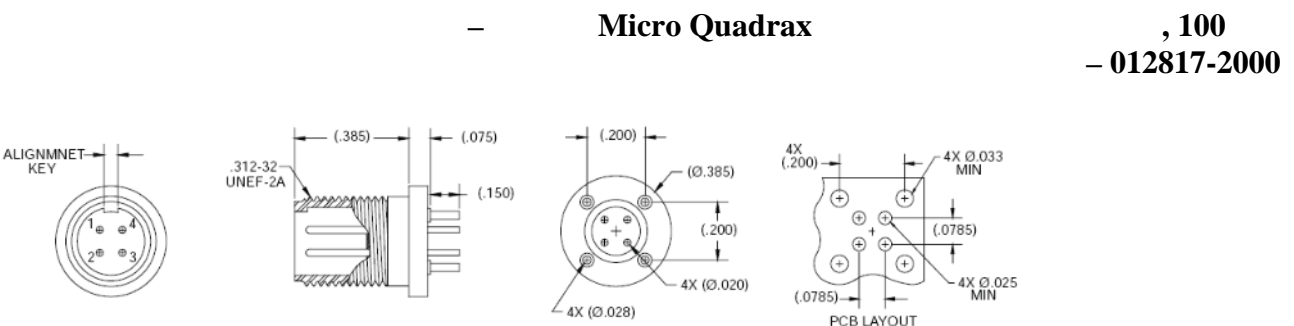 – Micro Quadrax , 100
– 012817-2000
ALIGNMNET
KEY
1 4
2 3
(.385)
(.075)
.312-32
UNEF-2A
(.150)
(.200)
(Ø.385)
(.200)
4X (Ø.020)
4X (Ø.028)
4X
(.200)
4X Ø.033
MIN
(.0785)
4X Ø.025
MIN
(.0785)
PCB LAYOUT